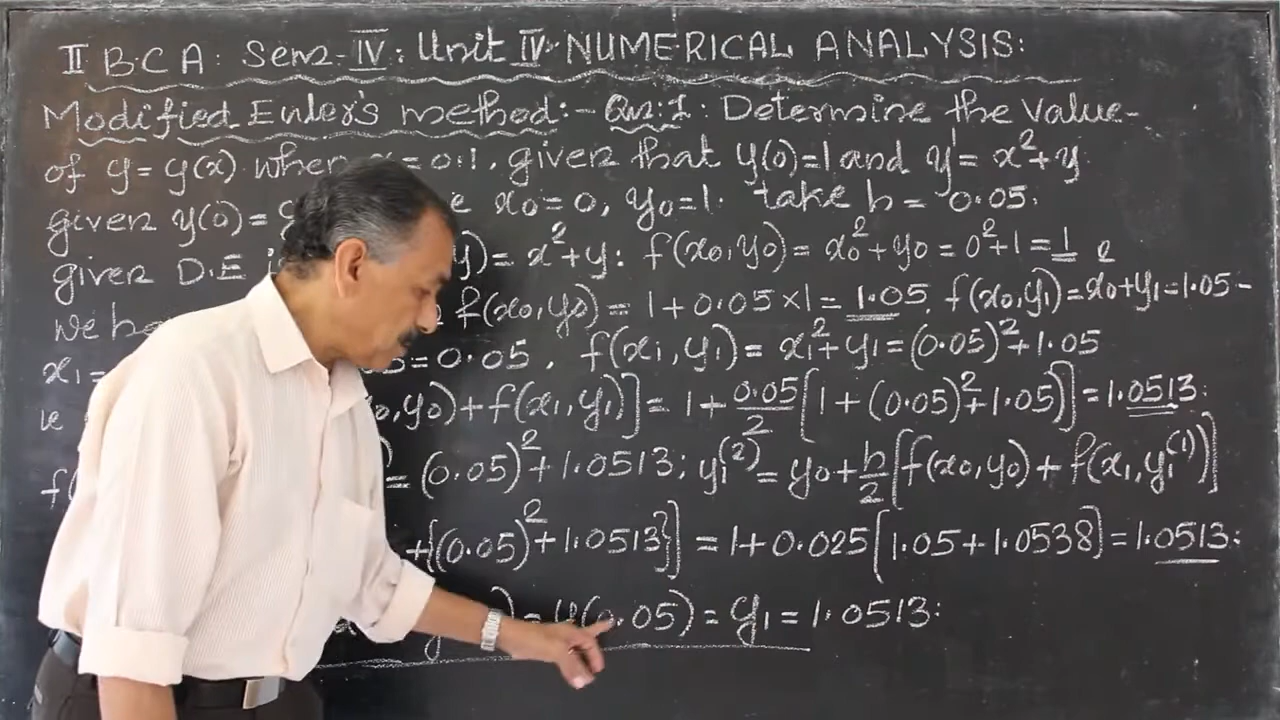 II B.C.A: Sem-IV: Unit IV NUMERICAL ANALYSIS:
Modified Euler's method:- Qus:1: Determine the value-
of y = y(x) when = 0.1, given that y(0)=1 and y' = x²+y
given y(0)= x₀=0, y₀=1. take h = 0.05.
given D.E y) = x²+y: f(x₀,y₀) = x₀²+y₀ = 0²+1 = 1
we f(x₀,y₀) = 1+0.05×1 = 1.05, f(x₀,y₁)=x₀+y₁=1.05-
x₁= =0.05, f(x₁,y₁) = x₁²+y₁ = (0.05)²+1.05
,y₀)+f(x₁,y₁)] = 1+0.05/2[1+(0.05)²+1.05)] = 1.0513:
= (0.05)²+1.0513; y₁⁽²⁾ = y₀+h/2[f(x₀,y₀)+f(x₁,y₁⁽¹⁾)]
+{(0.05)²+1.0513}] = 1+0.025[1.05+1.0538] = 1.0513:
) = y(0.05) = y₁ = 1.0513: